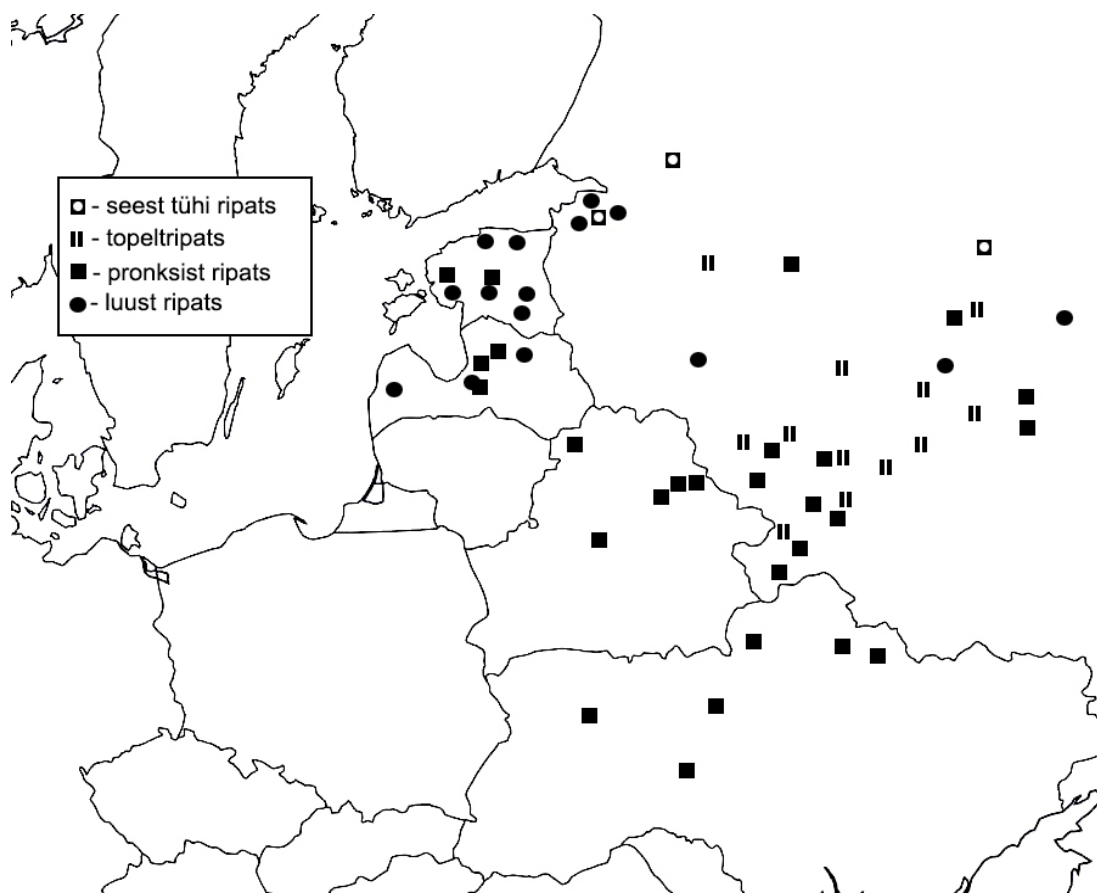 - seest tühi ripats
- topeltripats
- pronksist ripats
- luust ripats